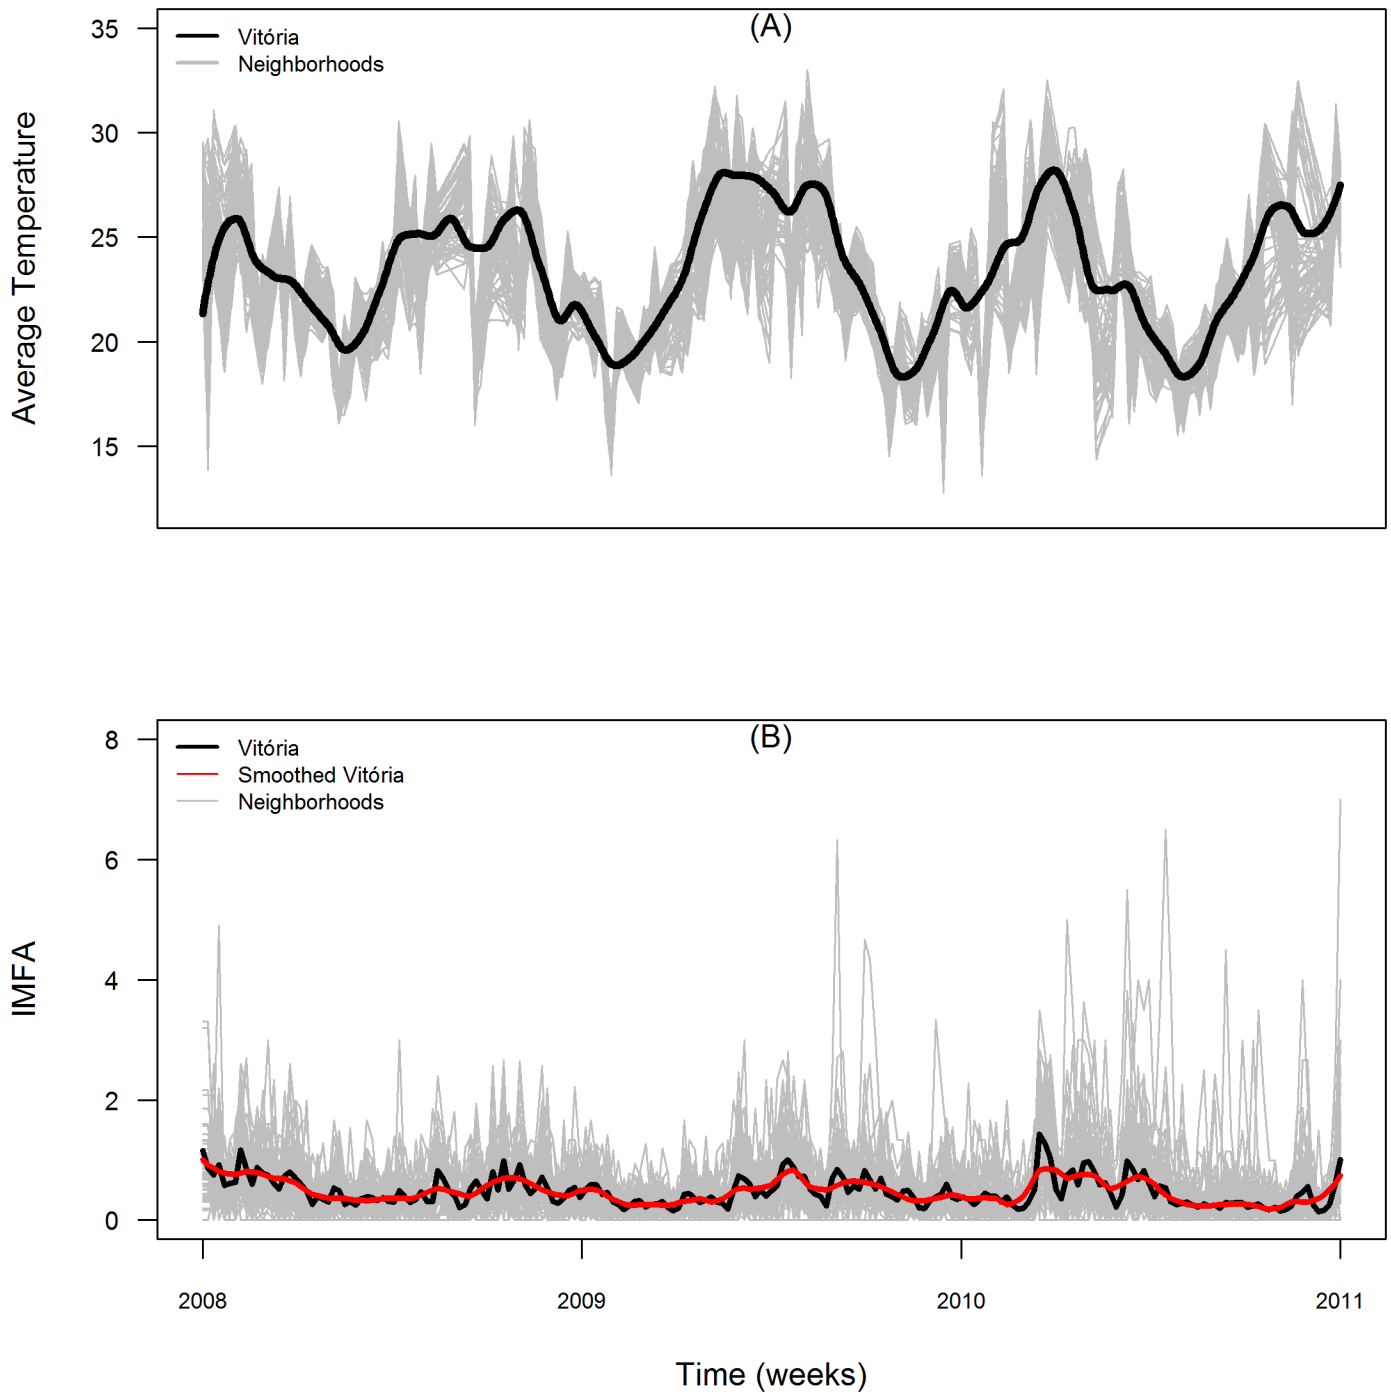 (A)
Vitória
Neighborhoods
35
30
25
20
15
Average Temperature
(B)
Vitória
Smoothed Vitória
Neighborhoods
8
6
4
2
0
IMFA
2008
2009
2010
2011
Time (weeks)